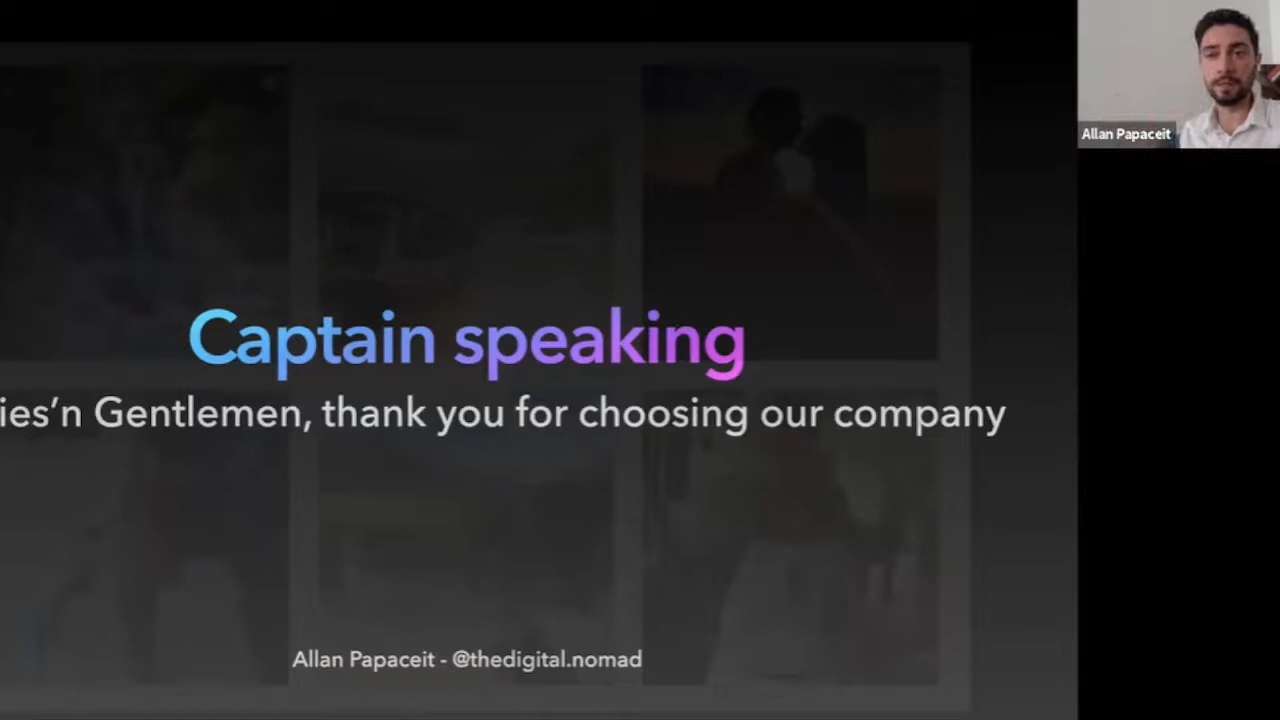 Captain speaking
ies’n Gentlemen, thank you for choosing our company
Allan Papaceit - @thedigital.nomad
Allan Papaceit